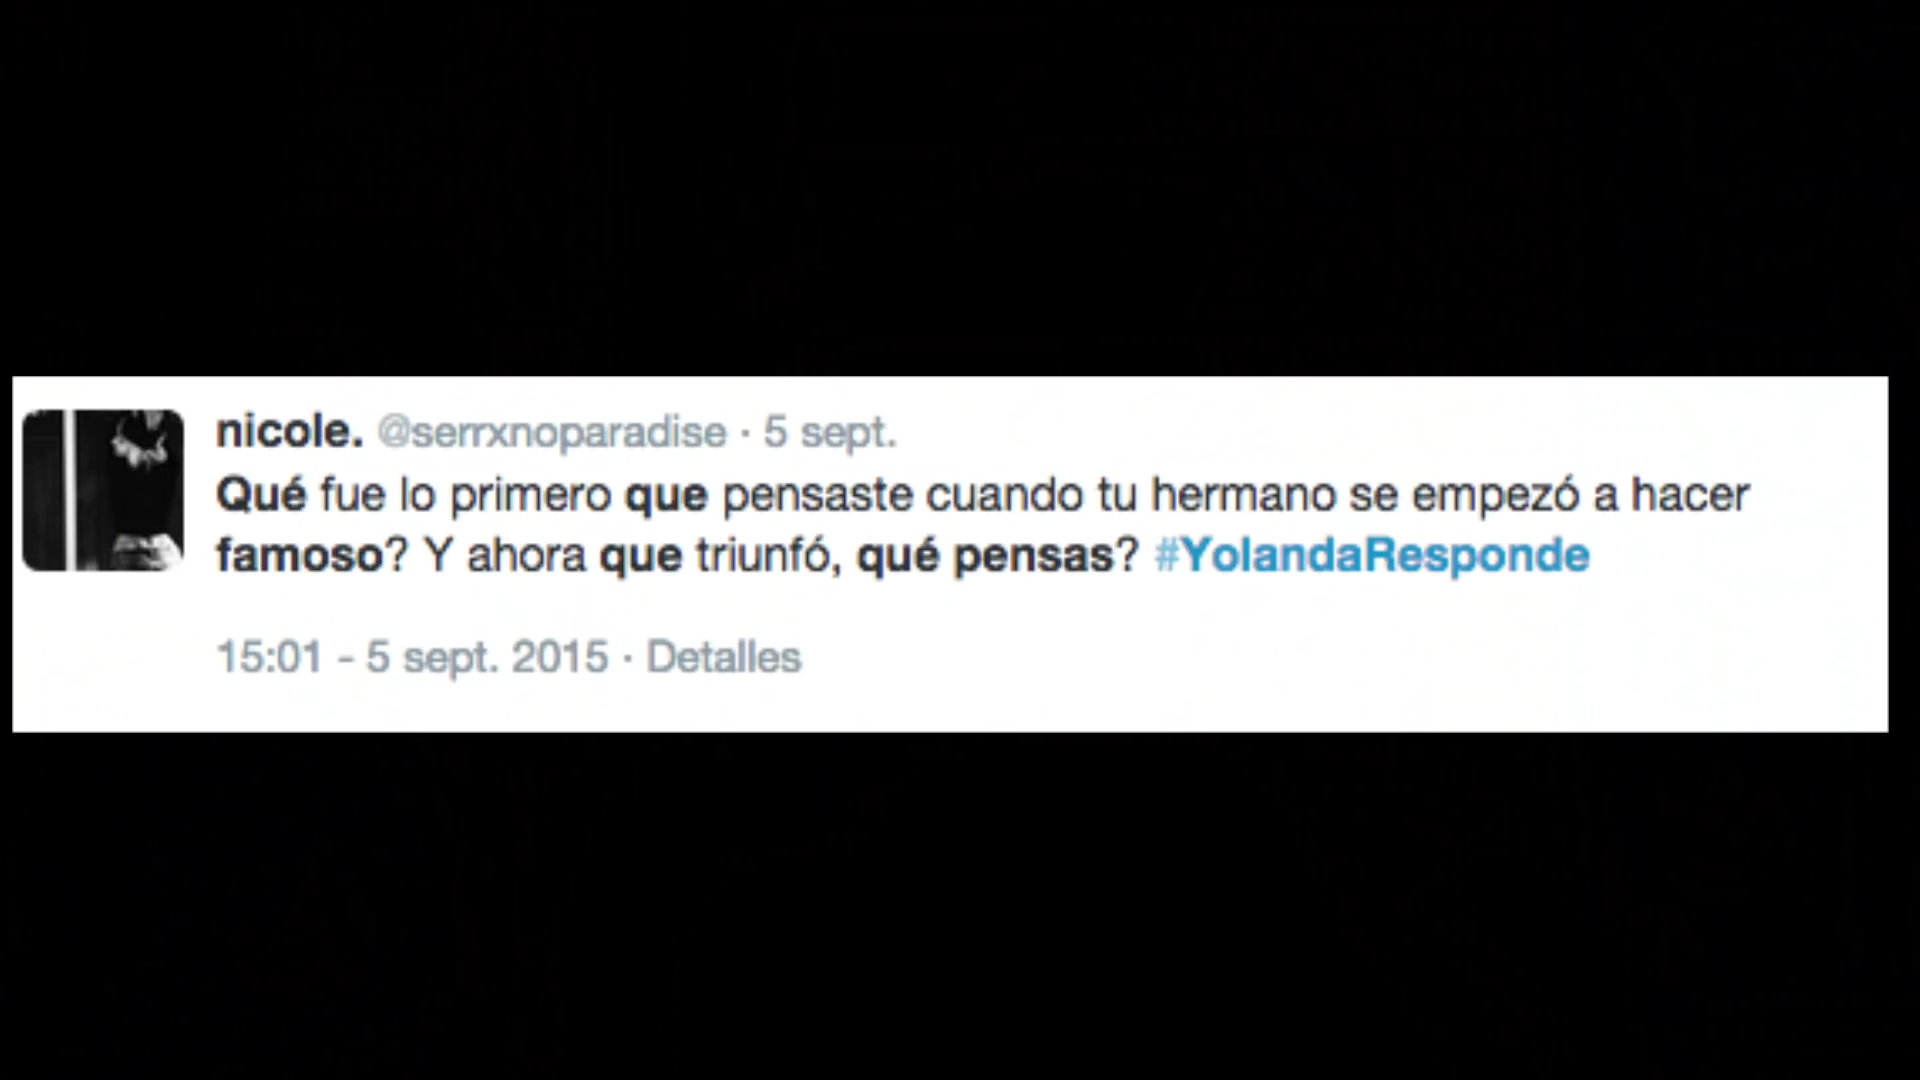 nicole. @serrxnoparadise · 5 sept.
Qué fue lo primero que pensaste cuando tu hermano se empezó a hacer
famoso? Y ahora que triunfó, qué pensas? #YolandaResponde
15:01 - 5 sept. 2015 · Detalles